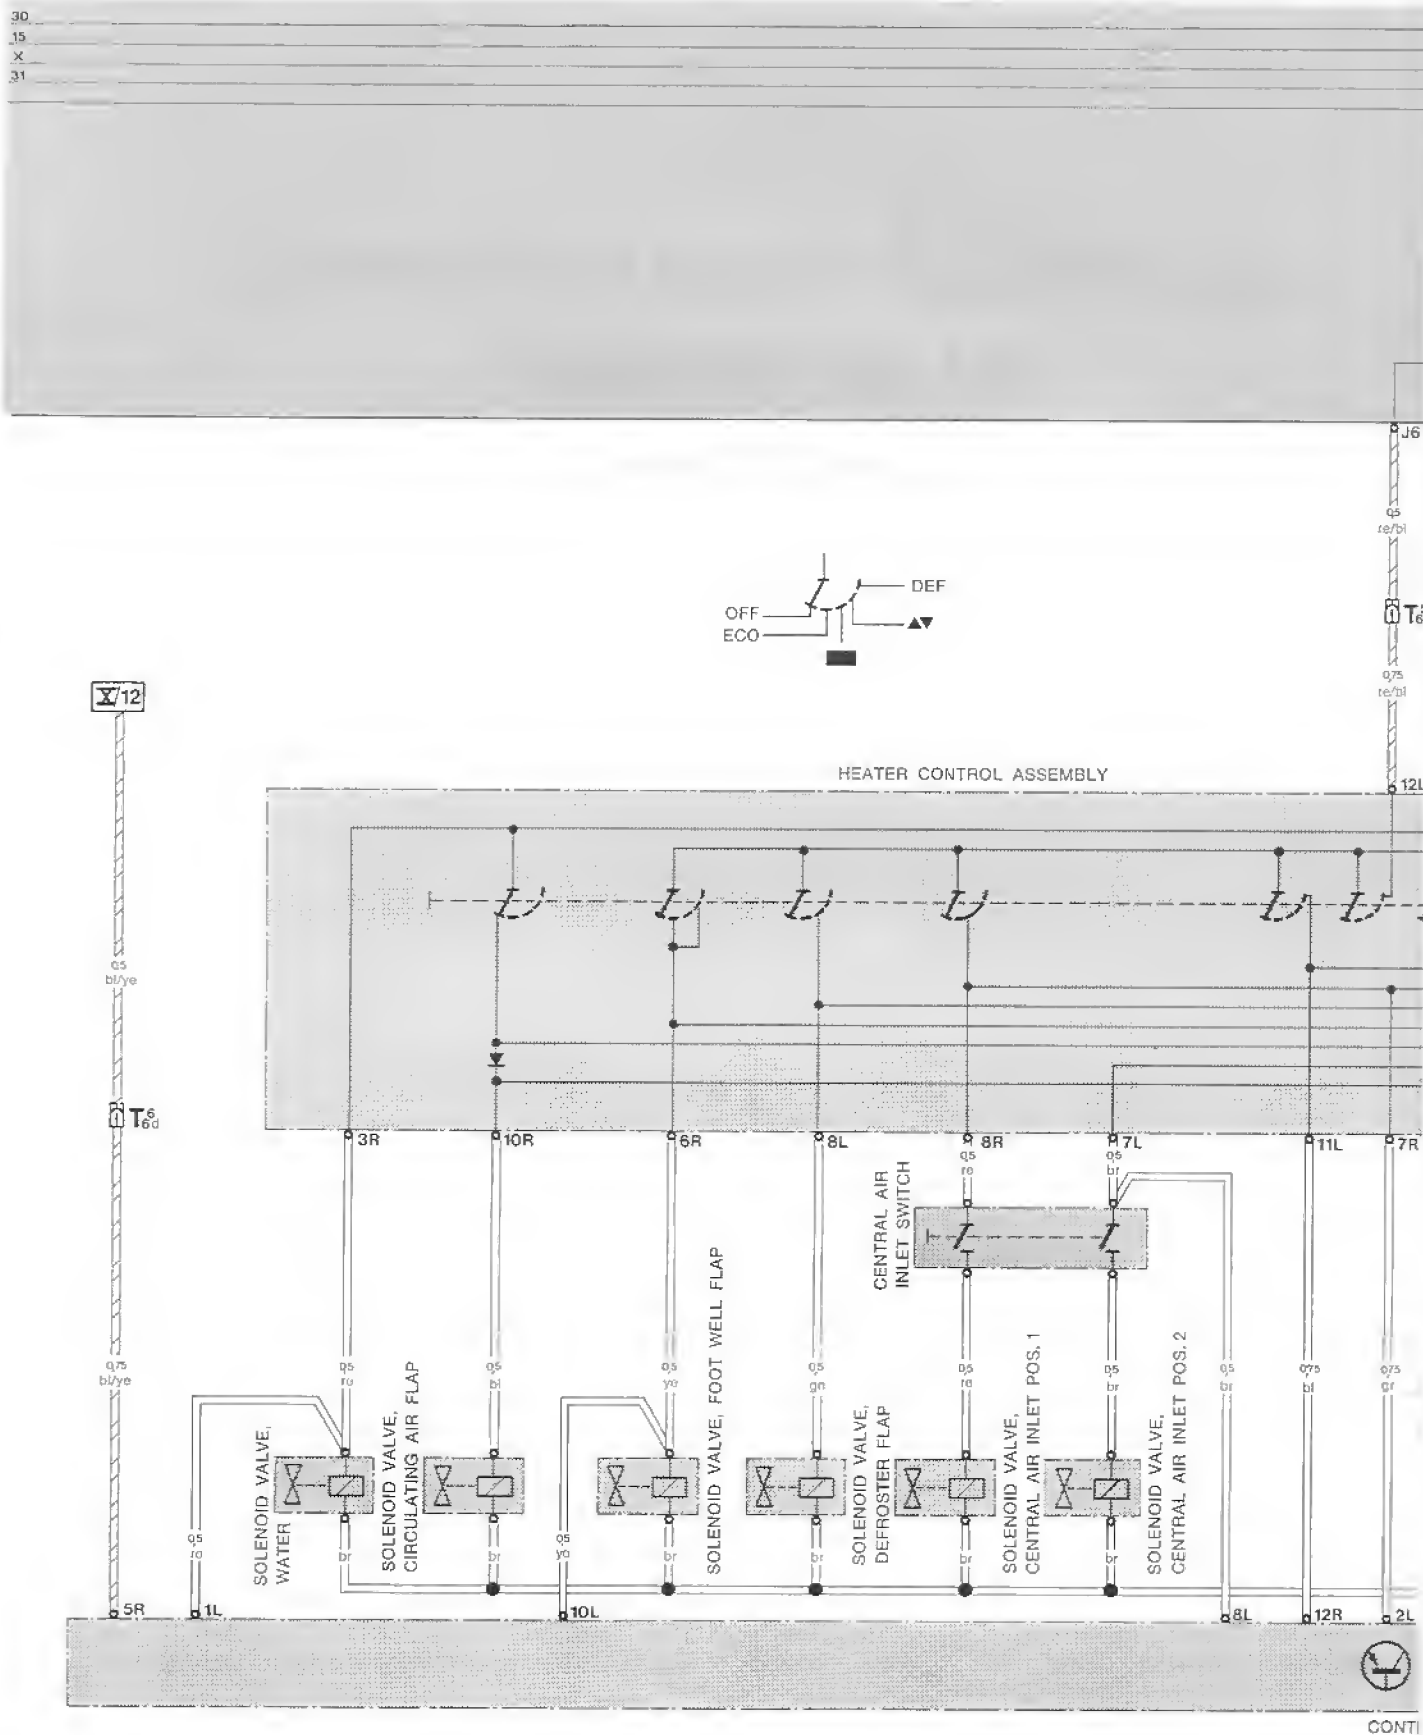 30
15
X
31
J6
0,5
re/bl
DEF
OFF
ECO
▲▼
X/12
0,75
re/bl
HEATER CONTROL ASSEMBLY
12L
0,5
bl/ye
T6
6d
3R
10R
6R
8L
8R
7L
11L
7R
0,5
re
0,5
br
CENTRAL AIR
INLET SWITCH
0,75
bl/ye
0,5
0,5
bl
0,5
ye
0,5
gn
0,5
0,5
br
0,5
br
0,75
bl
0,75
gr
SOLENOID VALVE,
WATER
SOLENOID VALVE,
CIRCULATING AIR FLAP
SOLENOID VALVE, FOOT WELL FLAP
SOLENOID VALVE,
DEFROSTER FLAP
SOLENOID VALVE,
CENTRAL AIR INLET POS. 1
SOLENOID VALVE,
CENTRAL AIR INLET POS. 2
0,5
br
br
0,5
br
br
br
br
5R
1L
10L
8L
12R
2L
CONT